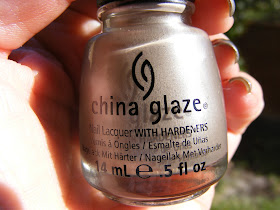 china glaze®
Nail Lacquer WITH HARDENERS
Vernis à Ongles / Esmalte de Uñas
mit Härter / Nagellak Met Verharder
14 mL ℮ .5 fl oz